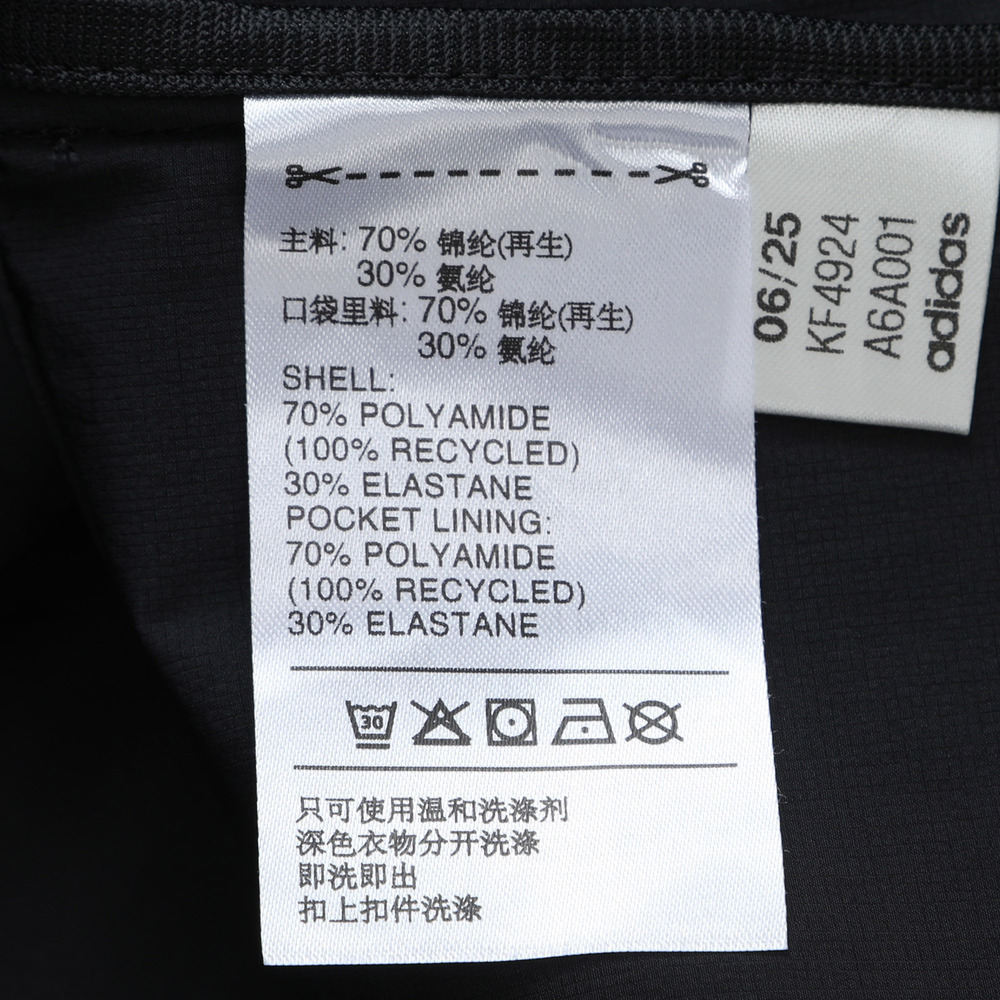 主料: 70% 锦纶(再生)
30% 氨纶
口袋里料: 70% 锦纶(再生)
30% 氨纶
SHELL:
70% POLYAMIDE
(100% RECYCLED)
30% ELASTANE
POCKET LINING:
70% POLYAMIDE
(100% RECYCLED)
30% ELASTANE
30
只可使用温和洗涤剂
深色衣物分开洗涤
即洗即出
扣上扣件洗涤
06/25
KF4924
A6A001
adidas